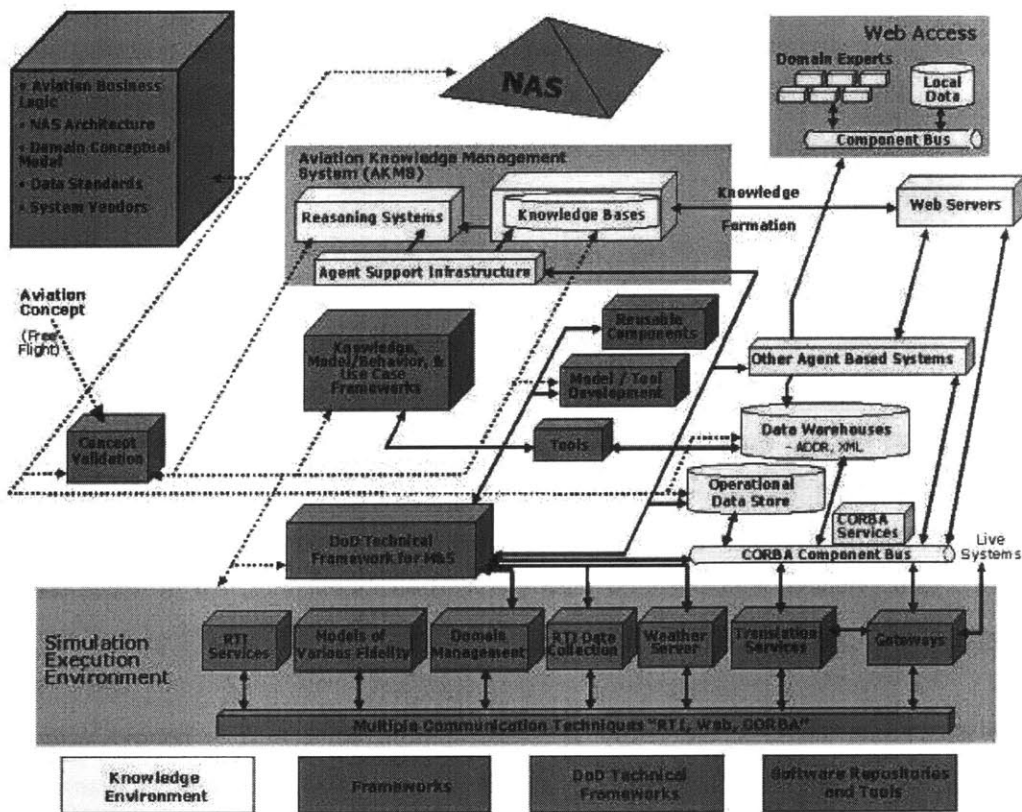 • Aviation Business
Logic
• NAS Architecture
• Domain Conceptual
Model
• Data Standards
• System Vendors
NAS
Web Access
Domain Experts
Local
Data
Component Bus
Aviation Knowledge Management
System (AKMS)
Reasoning Systems
Knowledge Bases
Agent Support Infrastructure
Knowledge
Formation
Web Servers
Aviation
Concept
(Free
Flight)
Knowledge,
Model/Behavior, &
Use Case
Frameworks
Reusable
Components
Model / Tool
Development
Other Agent Based Systems
Concept
Validation
Tools
Data Warehouses
- ADDR, XML
Operational
Data Store
DoD Technical
Framework for M&S
CORBA
Services
CORBA Component Bus
Live
Systems
Simulation
Execution
Environment
RTI
Services
Models of
Various Fidelity
Domain
Management
RTI Data
Collection
Weather
Server
Translation
Services
Gateways
Multiple Communication Techniques "RTI, Web, CORBA"
Knowledge
Environment
Frameworks
DoD Technical
Frameworks
Software Repositories
and Tools